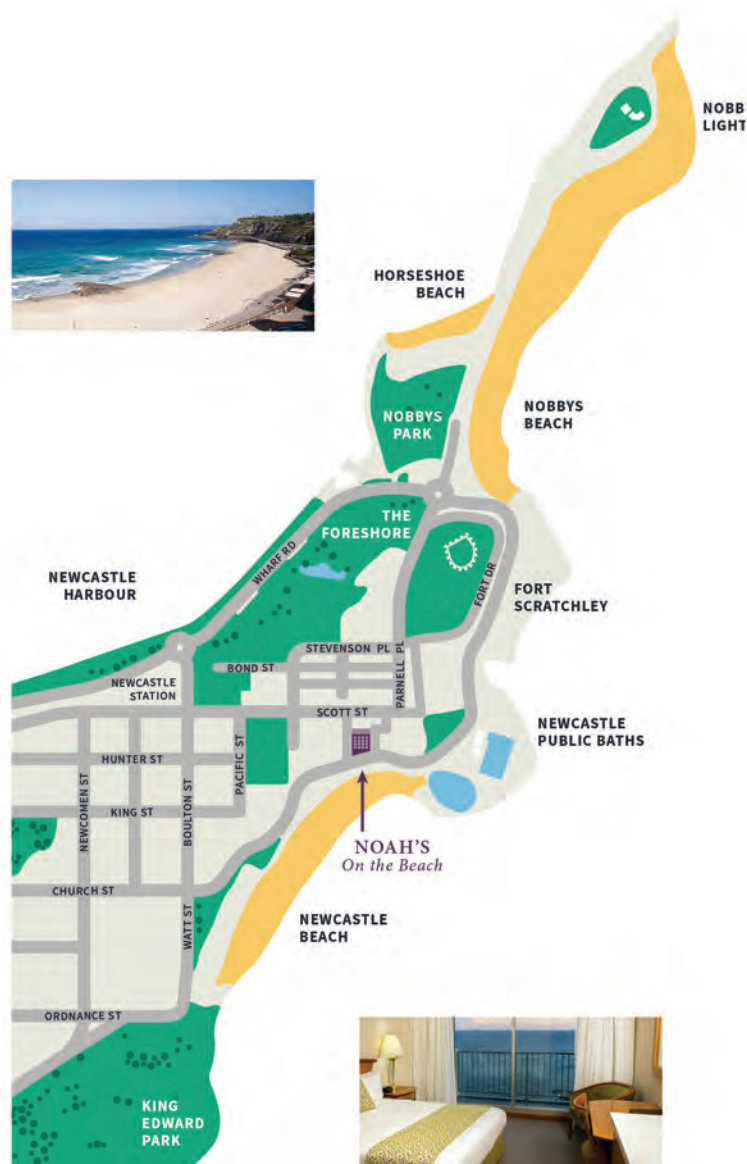 NOBB
LIGHT
HORSESHOE
BEACH
NOBBYS
BEACH
NOBBYS
PARK
THE
FORESHORE
WHARF RD
NEWCASTLE
HARBOUR
FORT DR
FORT
SCRATCHLEY
STEVENSON PL
PARNELL PL
BOND ST
NEWCASTLE
STATION
SCOTT ST
NEWCASTLE
PUBLIC BATHS
PACIFIC ST
HUNTER ST
NEWCOMEN ST
BOULTON ST
KING ST
NOAH'S
On the Beach
CHURCH ST
WATT ST
NEWCASTLE
BEACH
ORDNANCE ST
KING
EDWARD
PARK